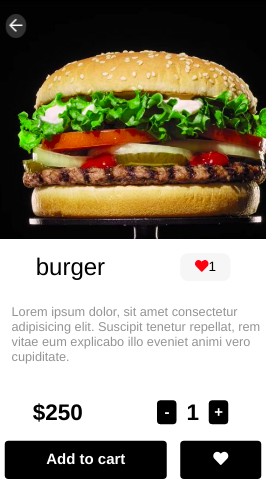 burger
1
Lorem ipsum dolor, sit amet consectetur
adipisicing elit. Suscipit tenetur repellat, rem
vitae eum explicabo illo eveniet animi vero
cupiditate.
$250
- 1 +
Add to cart